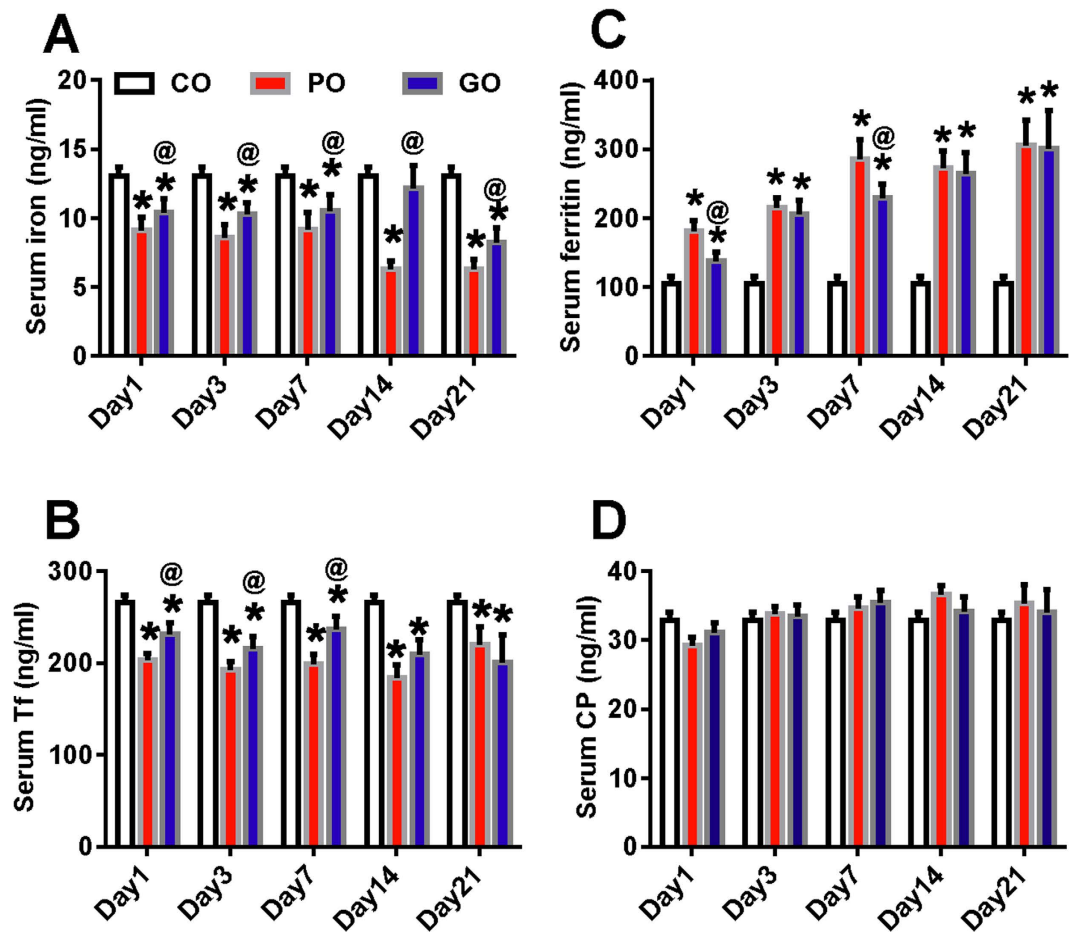 A
CO PO GO
Serum iron (ng/ml)
20
15
10
5
0
* * @
* * @
* * @
* @
* * @
Day1 Day3 Day7 Day14 Day21
C
Serum ferritin (ng/ml)
400
300
200
100
0
* * @
* *
* * @
* *
* *
Day1 Day3 Day7 Day14 Day21
B
Serum Tf (ng/ml)
300
200
100
0
* * @
* * @
* * @
* *
* *
Day1 Day3 Day7 Day14 Day21
D
Serum CP (ng/ml)
40
30
20
10
0
Day1 Day3 Day7 Day14 Day21